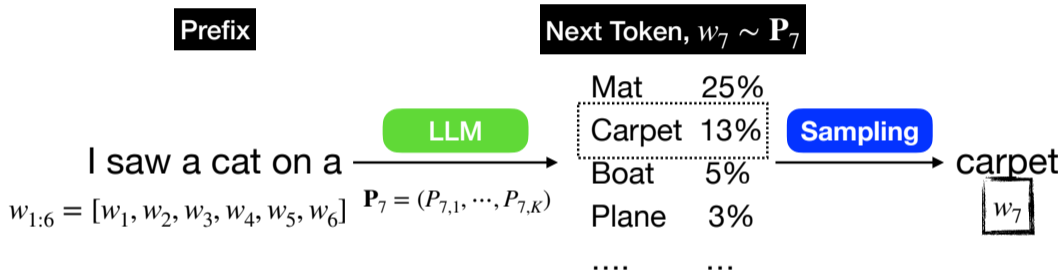 Prefix
Next Token, w₇ ~ P₇
Mat 25%
LLM
Carpet 13%
Sampling
I saw a cat on a
Boat 5%
carpet
w₁:₆ = [w₁, w₂, w₃, w₄, w₅, w₆]
P₇ = (P₇,₁, ⋯, P₇,K)
Plane 3%
w₇
.... ...